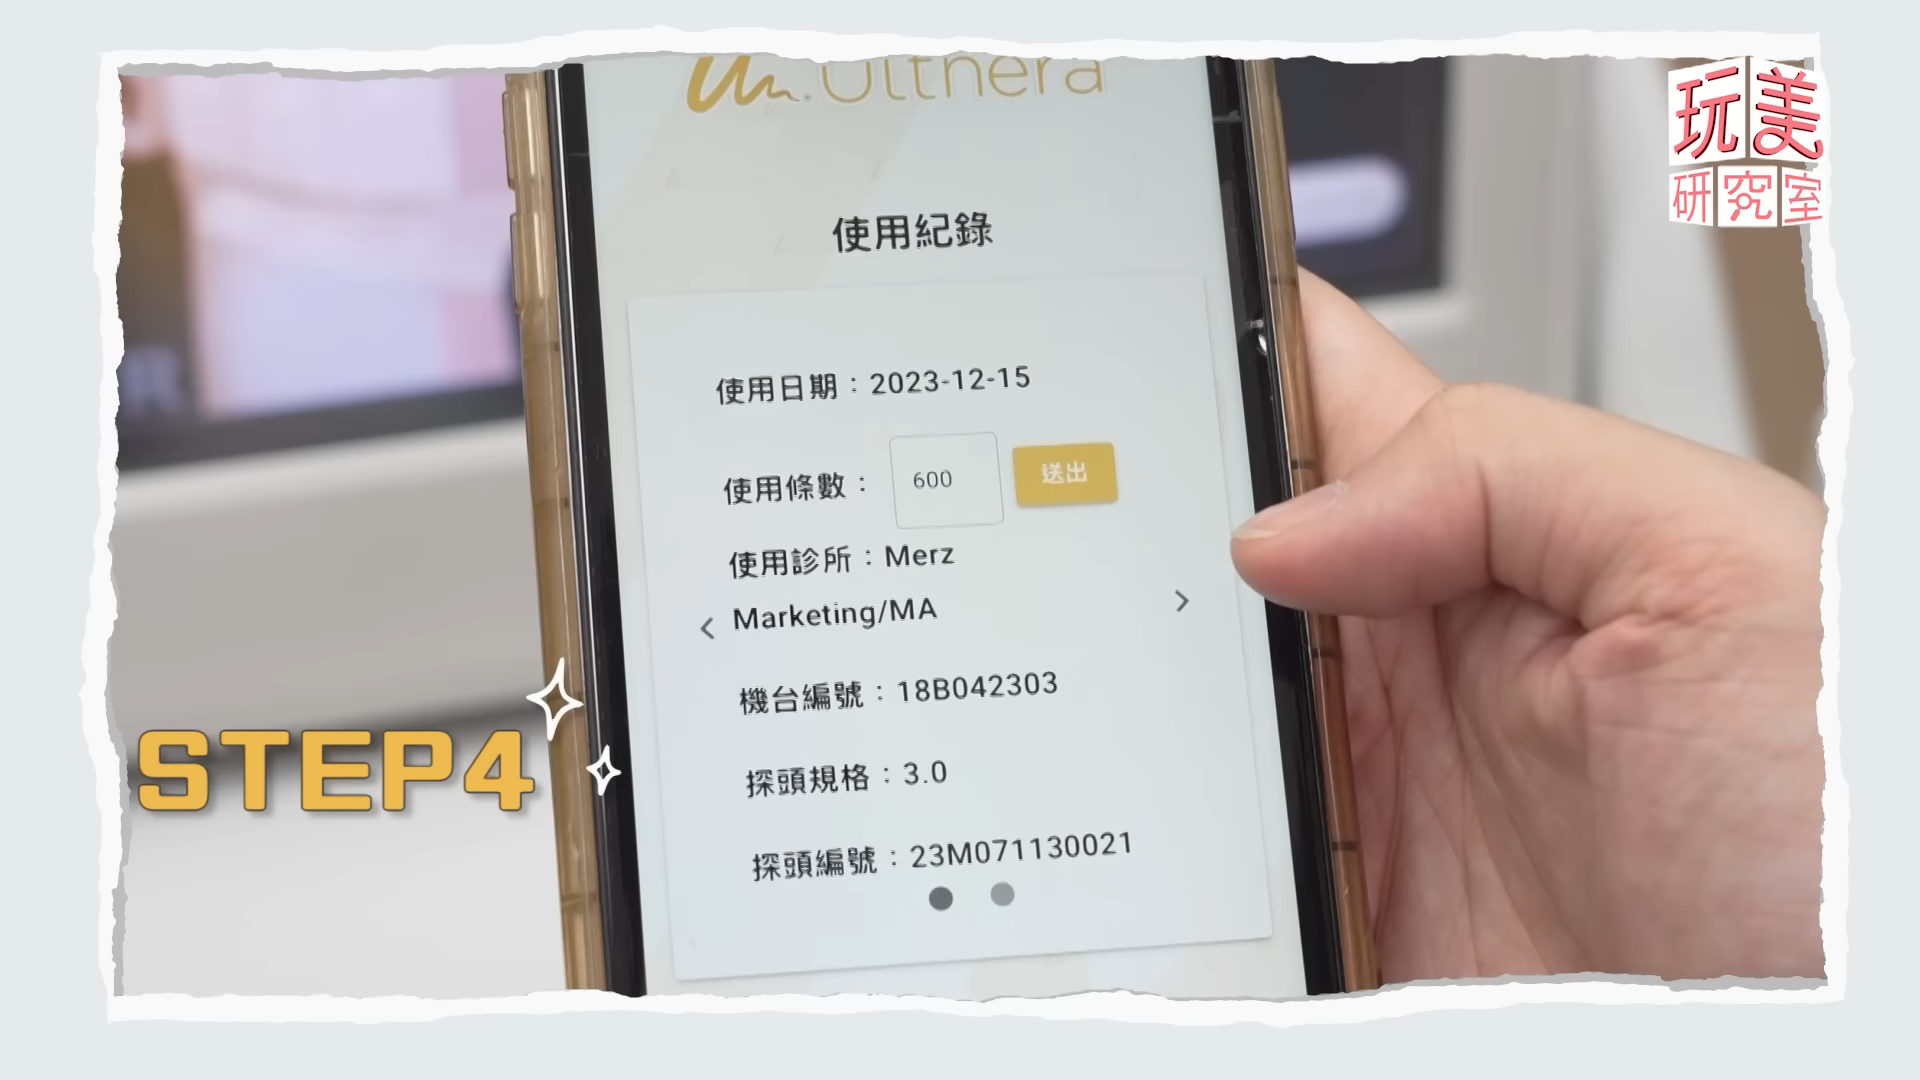 Ulthera
玩美
研究室
使用紀錄
使用日期：2023-12-15
使用條數：600 送出
使用診所：Merz
Marketing/MA
機台編號：18B042303
探頭規格：3.0
探頭編號：23M071130021
STEP4